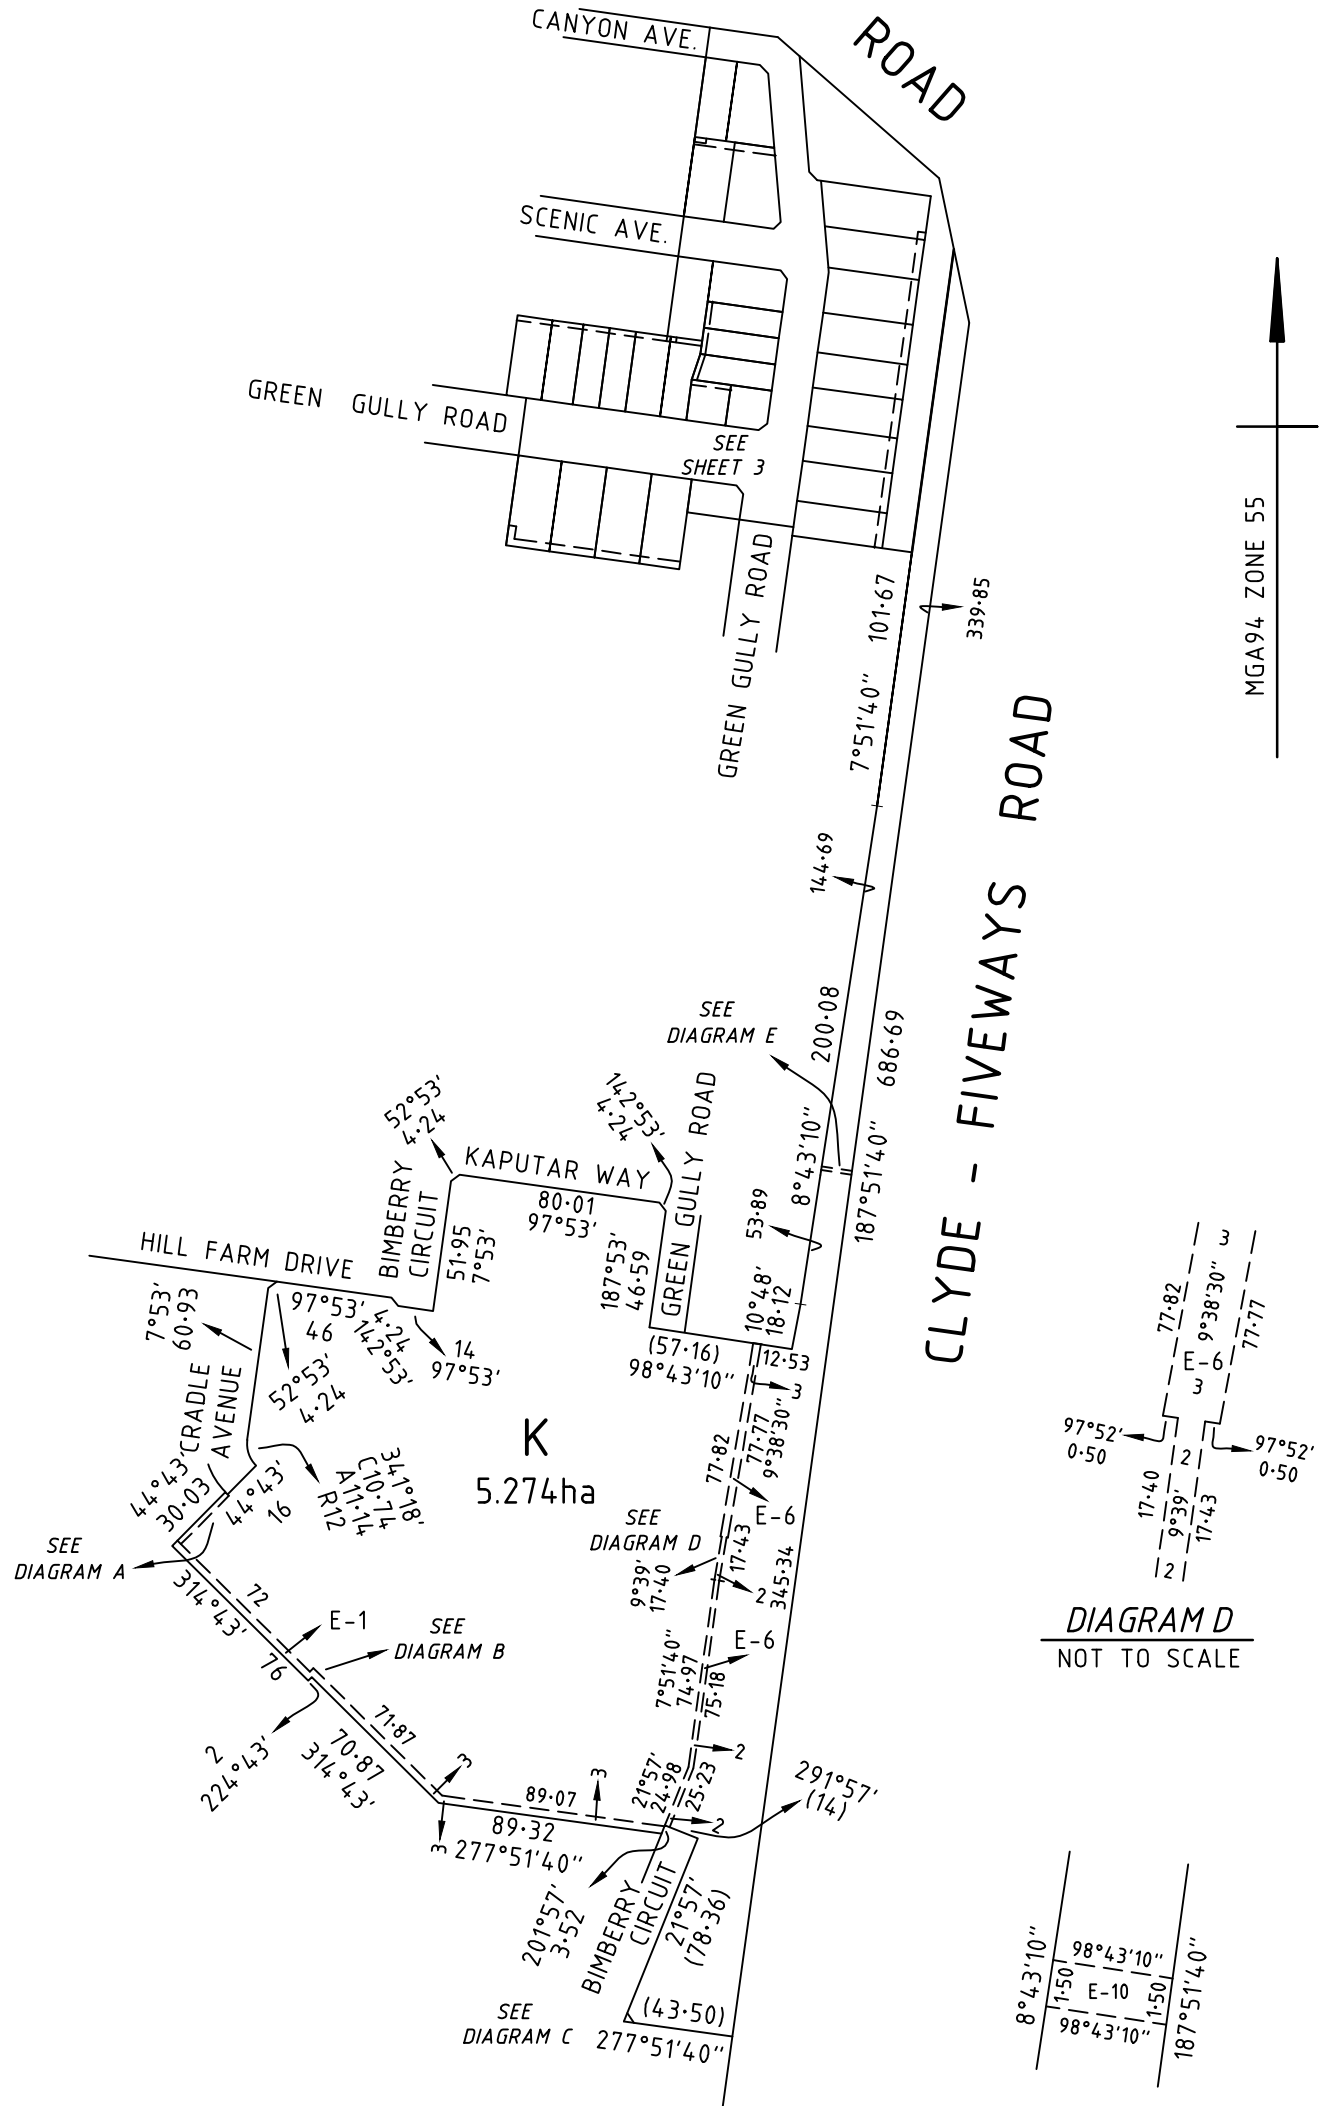 CANYON AVE.
ROAD
SCENIC AVE.
GREEN GULLY ROAD
SEE
SHEET 3
GREEN GULLY ROAD
MGA94 ZONE 55
101·67
7°51'40"
339·85
CLYDE - FIVEWAYS ROAD
144·69
200·08
8°43'10"
686·69
187°51'40"
SEE
DIAGRAM E
52°53'
4·24
142°53'
4·24
GREEN GULLY ROAD
KAPUTAR WAY
80·01
97°53'
BIMBERRY
CIRCUIT
51·95
7°53'
187°53'
46·59
53·89
10°48'
18·12
HILL FARM DRIVE
7°53'
60·93
97°53'
46
4·24
142°53'
14
97°53'
52°53'
4·24
(57·16)
98°43'10"
12·53
3
CRADLE
AVENUE
K
5.274ha
77·82
77·77
9°38'30"
E-6
44°43'
30·03
44°43'
16
341°18'
C10·74
A11·14
R12
SEE
DIAGRAM A
SEE
DIAGRAM D
9°39'
17·40
17·43
2
345·34
72
314°43'
76
E-1
SEE
DIAGRAM B
2
224°43'
71·87
70·87
314°43'
3
3
89·07
3
89·32
277°51'40"
E-6
7°51'40"
74·97
75·18
2
21°57'
24·98
25·23
2
291°57'
(14)
201°57'
3·52
BIMBERRY
CIRCUIT
21°57'
(78·36)
SEE
DIAGRAM C
(43·50)
277°51'40"
3
77·82
9°38'30"
77·77
E-6
3
97°52'
0·50
97°52'
0·50
2
17·40
9°39'
17·43
2
DIAGRAM D
NOT TO SCALE
8°43'10"
98°43'10"
1·50
E-10
1·50
98°43'10"
187°51'40"